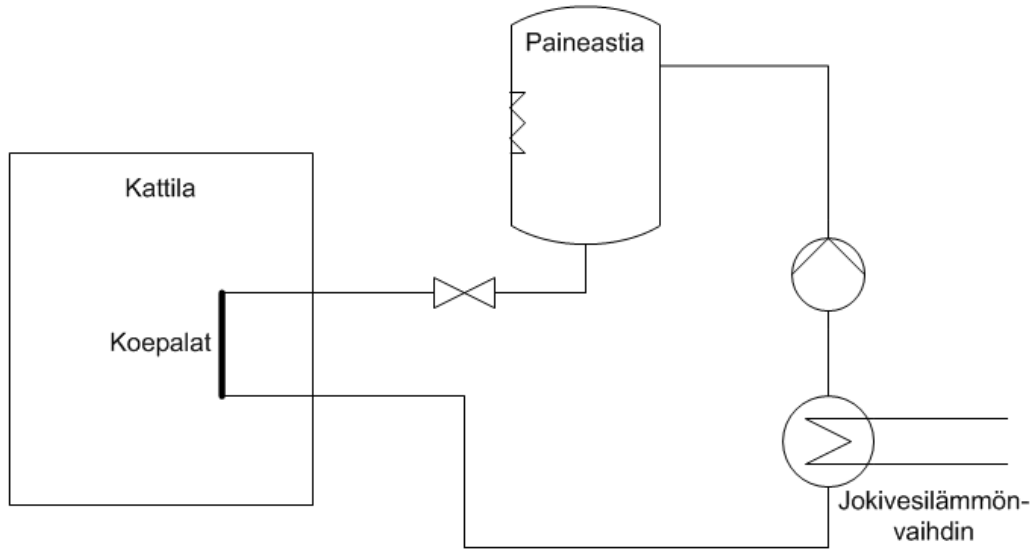 Paineastia
Kattila
Koepalat
Jokivesilämmön-
vaihdin